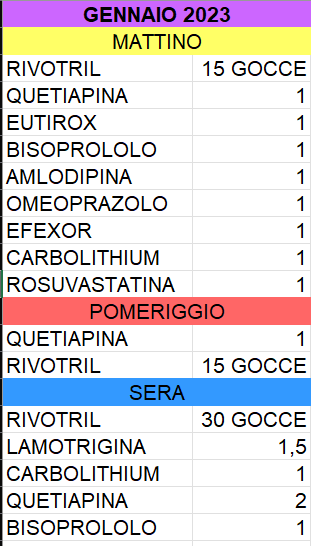 GENNAIO 2023
MATTINO
RIVOTRIL 15 GOCCE
QUETIAPINA 1
EUTIROX 1
BISOPROLOLO 1
AMLODIPINA 1
OMEOPRAZOLO 1
EFEXOR 1
CARBOLITHIUM 1
ROSUVASTATINA 1
POMERIGGIO
QUETIAPINA 1
RIVOTRIL 15 GOCCE
SERA
RIVOTRIL 30 GOCCE
LAMOTRIGINA 1,5
CARBOLITHIUM 1
QUETIAPINA 2
BISOPROLOLO 1